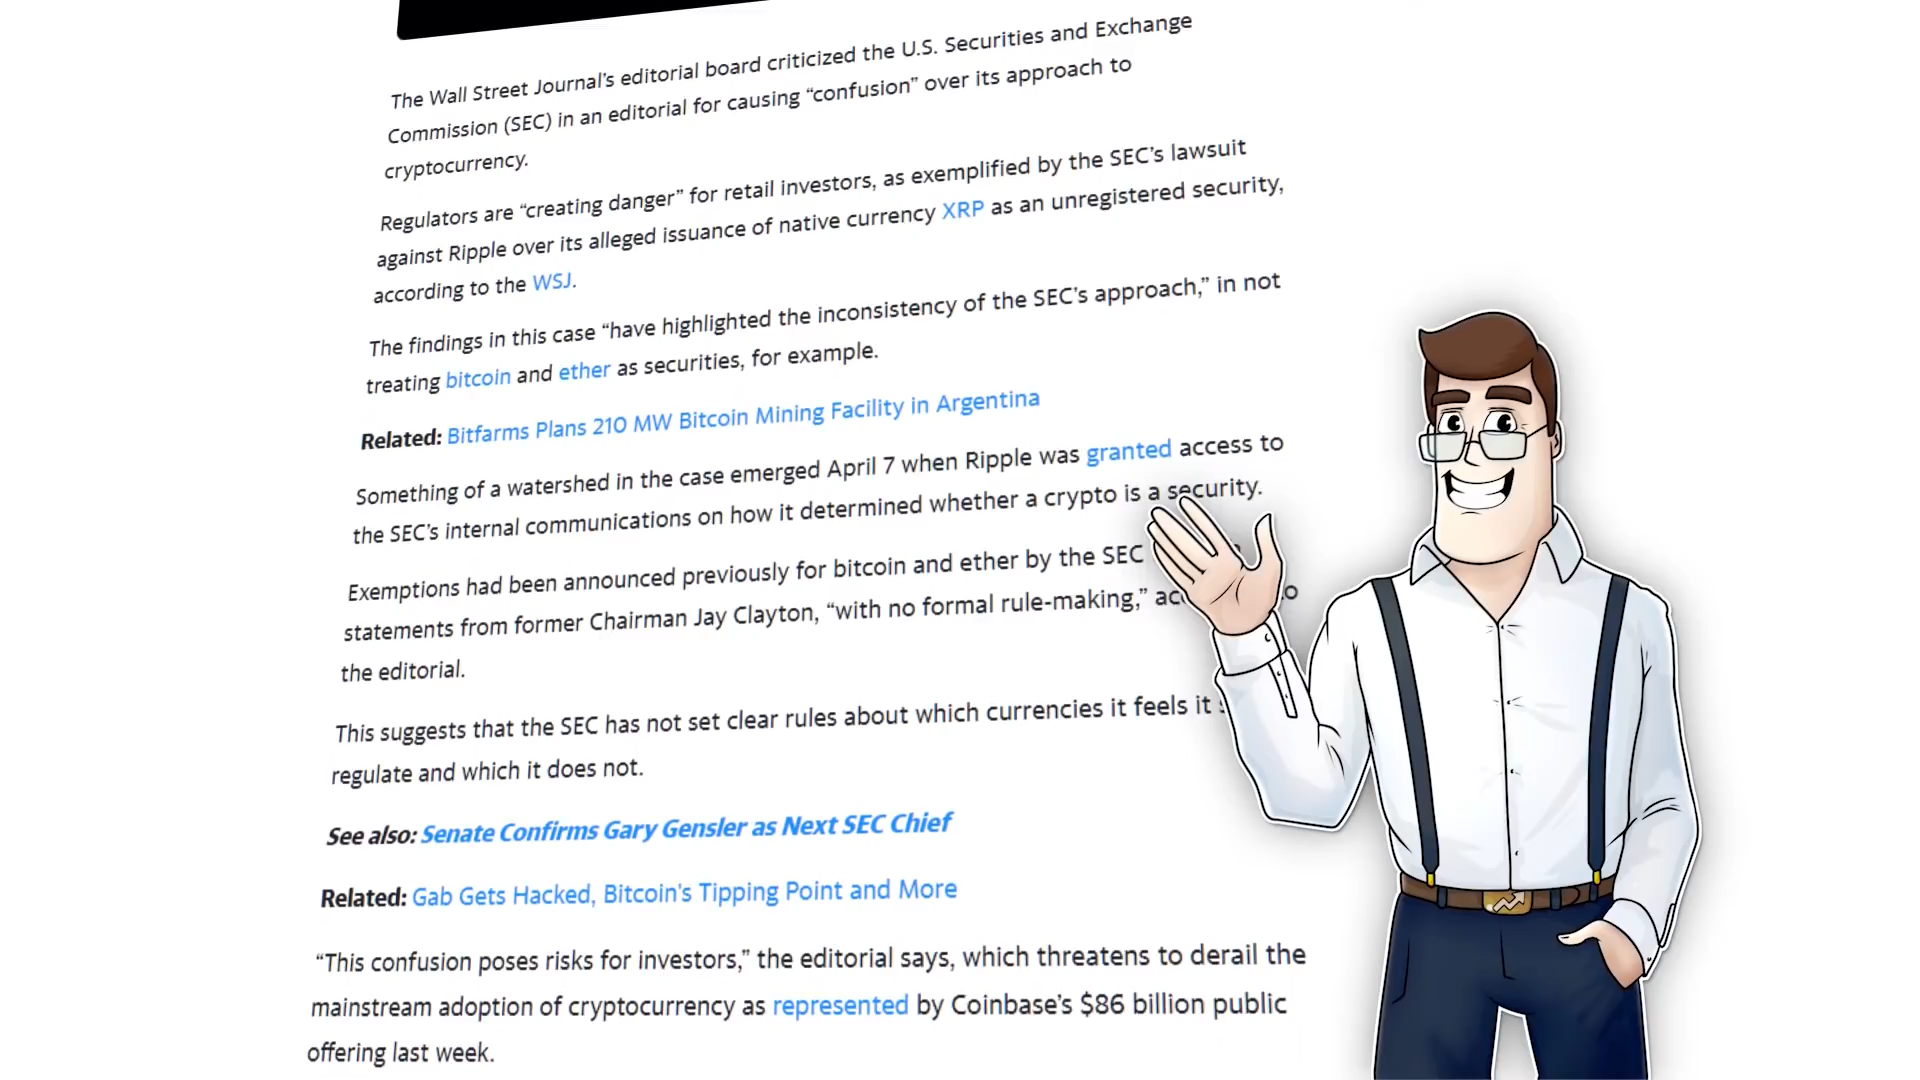 The Wall Street Journal's editorial board criticized the U.S. Securities and Exchange
Commission (SEC) in an editorial for causing “confusion” over its approach to
cryptocurrency.
Regulators are “creating danger” for retail investors, as exemplified by the SEC's lawsuit
against Ripple over its alleged issuance of native currency XRP as an unregistered security,
according to the WSJ.
The findings in this case “have highlighted the inconsistency of the SEC's approach,” in not
treating bitcoin and ether as securities, for example.
Related: Bitfarms Plans 210 MW Bitcoin Mining Facility in Argentina
Something of a watershed in the case emerged April 7 when Ripple was granted access to
the SEC's internal communications on how it determined whether a crypto is a security.
Exemptions had been announced previously for bitcoin and ether by the SEC
statements from former Chairman Jay Clayton, “with no formal rule-making,”
the editorial.
This suggests that the SEC has not set clear rules about which currencies it feels it
regulate and which it does not.
See also: Senate Confirms Gary Gensler as Next SEC Chief
Related: Gab Gets Hacked, Bitcoin's Tipping Point and More
“This confusion poses risks for investors,” the editorial says, which threatens to derail the
mainstream adoption of cryptocurrency as represented by Coinbase's $86 billion public
offering last week.